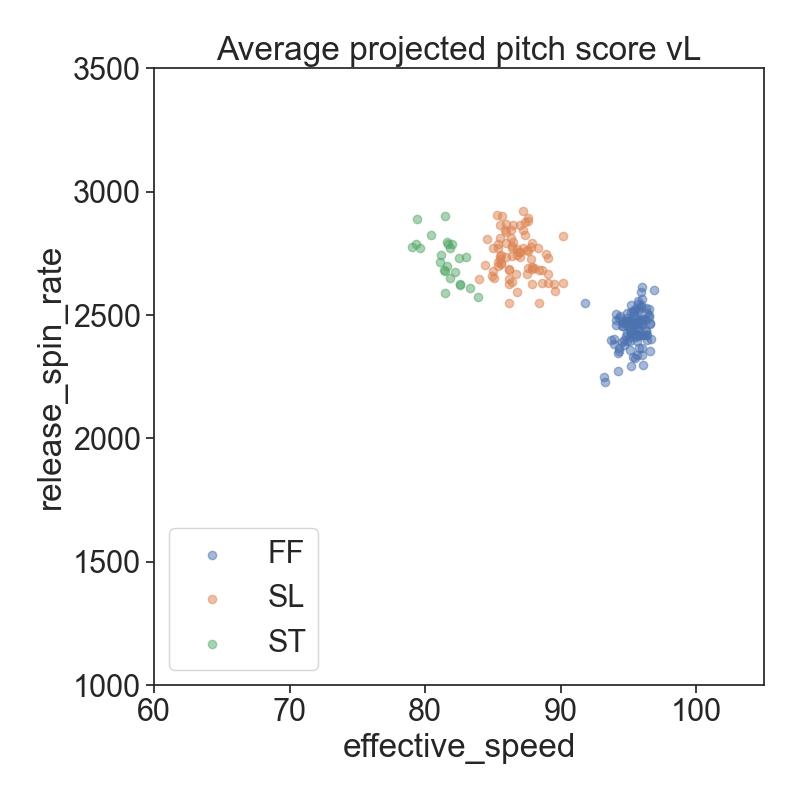 Average projected pitch score vL
3500
3000
2500
2000
1500
1000
release_spin_rate
FF
SL
ST
60 70 80 90 100
effective_speed